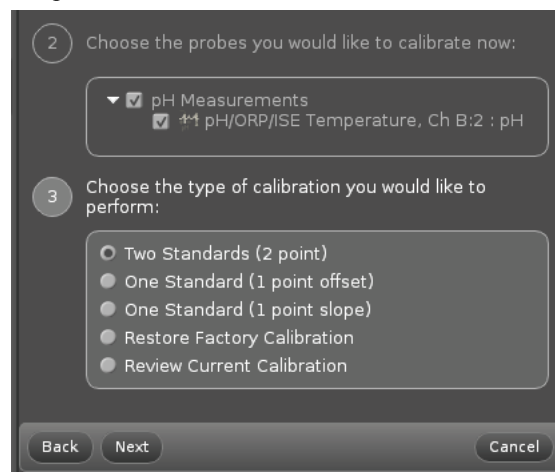 2 Choose the probes you would like to calibrate now:
pH Measurements
pH/ORP/ISE Temperature, Ch B:2 : pH
3 Choose the type of calibration you would like to
perform:
Two Standards (2 point)
One Standard (1 point offset)
One Standard (1 point slope)
Restore Factory Calibration
Review Current Calibration
Back Next Cancel